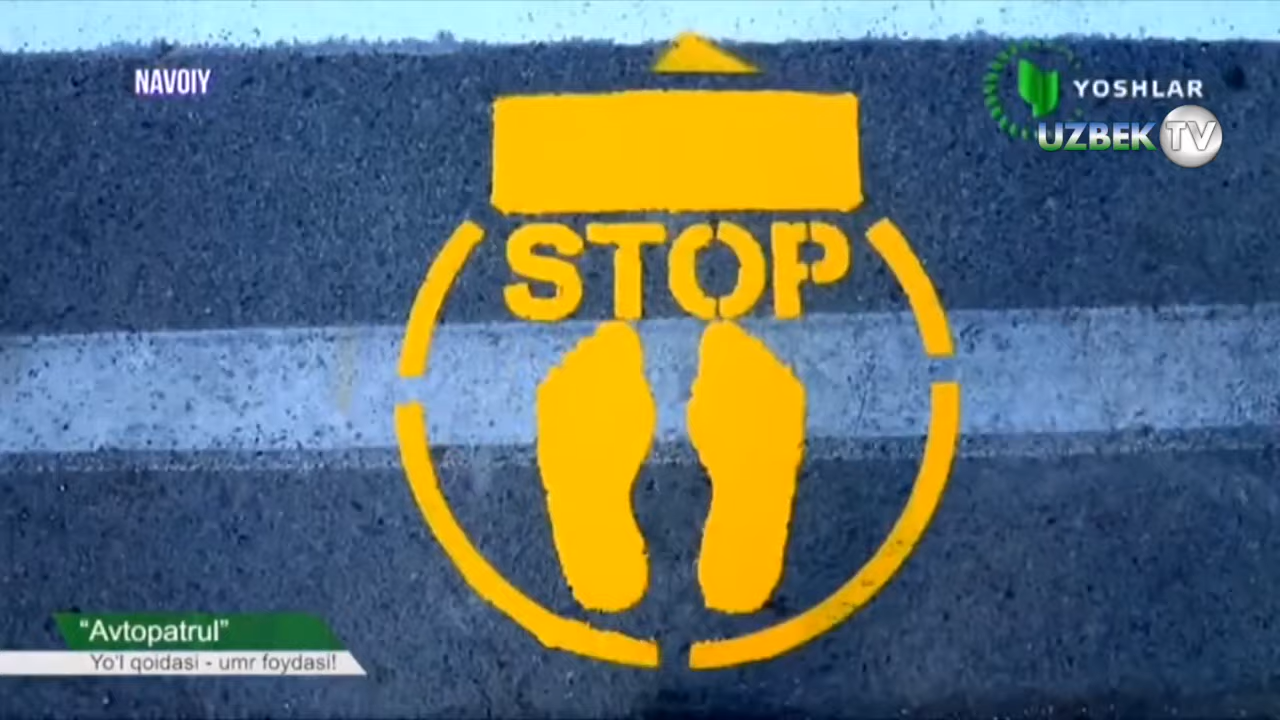 NAVOIY
YOSHLAR
UZBEK TV
STOP
“Avtopatrul”
Yo‘l qoidasi - umr foydasi!